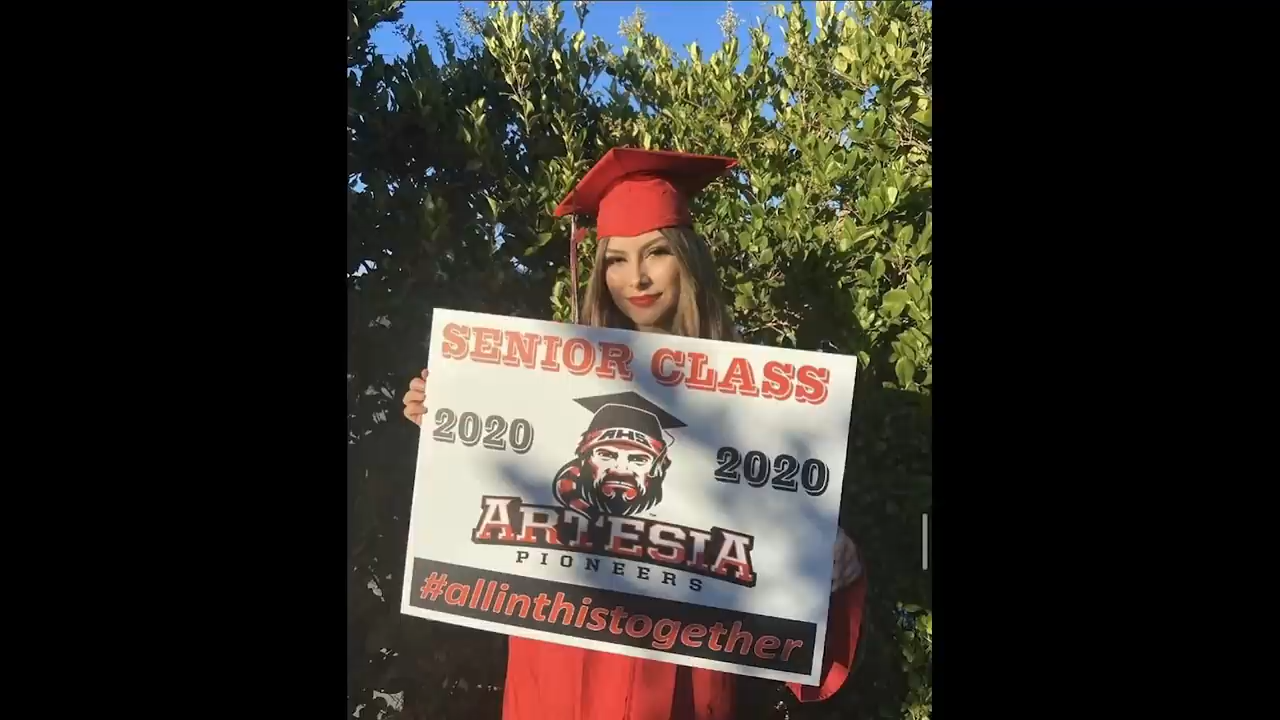 SENIOR CLASS
2020
2020
AHS
ARTESIA
PIONEERS
#allinthistogether